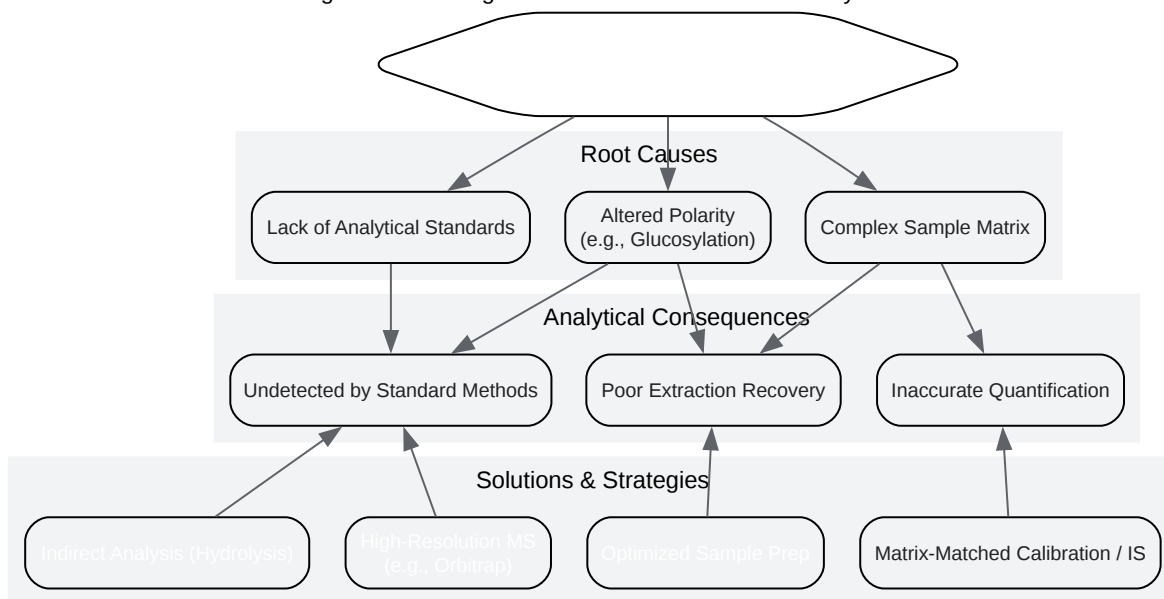 Root Causes
Lack of Analytical Standards
Altered Polarity
(e.g., Glucosylation)
Complex Sample Matrix
Analytical Consequences
Undetected by Standard Methods
Poor Extraction Recovery
Inaccurate Quantification
Solutions & Strategies
Indirect Analysis (Hydrolysis)
High-Resolution MS
(e.g., Orbitrap)
Optimized Sample Prep
Matrix-Matched Calibration / IS